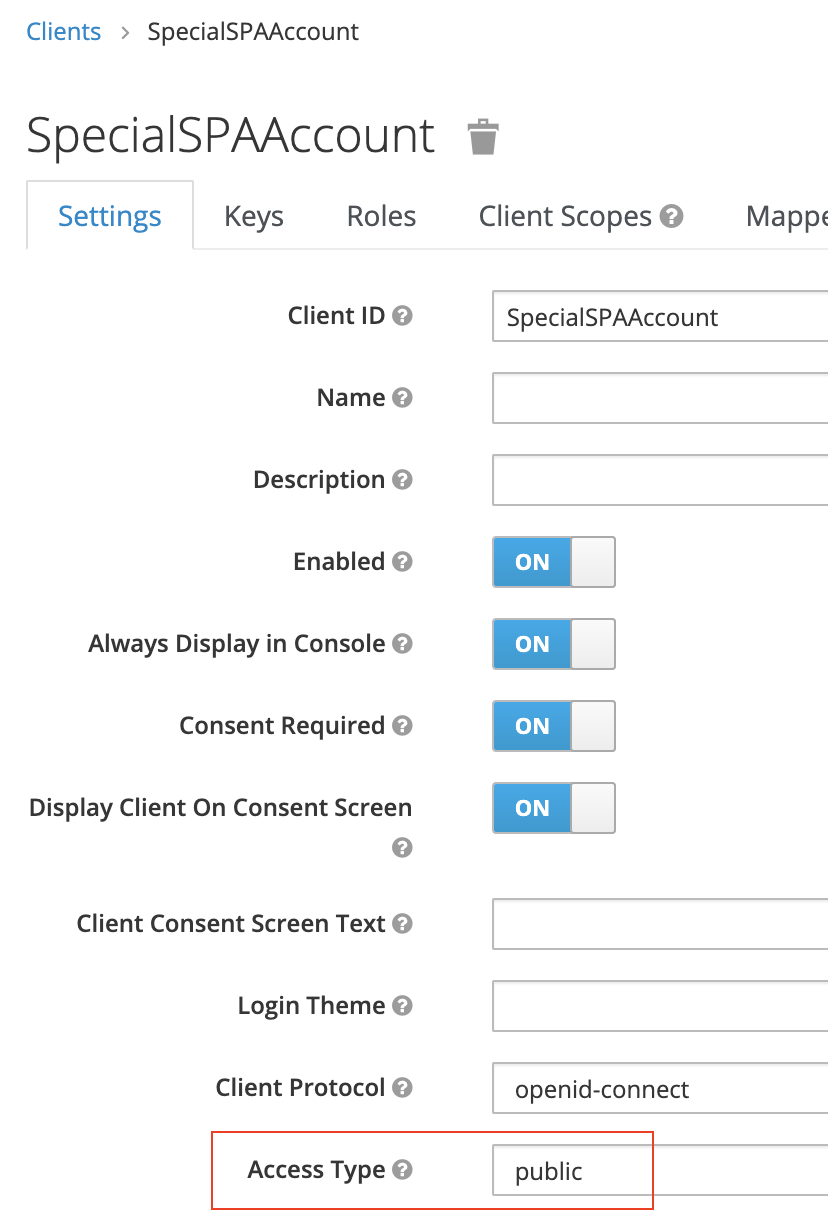 Clients > SpecialSPAAccount
SpecialSPAAccount
Settings Keys Roles Client Scopes ? Mappe
Client ID ? SpecialSPAAccount
Name ?
Description ?
Enabled ? ON
Always Display in Console ? ON
Consent Required ? ON
Display Client On Consent Screen ON
?
Client Consent Screen Text ?
Login Theme ?
Client Protocol ? openid-connect
Access Type ? public